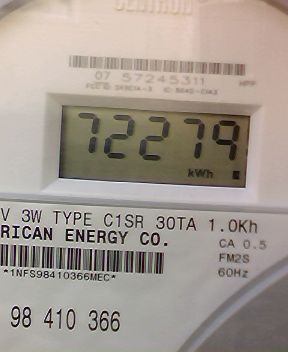 CENTRON
07 57245311
72279
kWh
V 3W TYPE C1SR 30TA 1.0Kh
RICAN ENERGY CO.
CA 0.5
FM2S
60Hz
*1NFS98410366MEC*
98 410 366